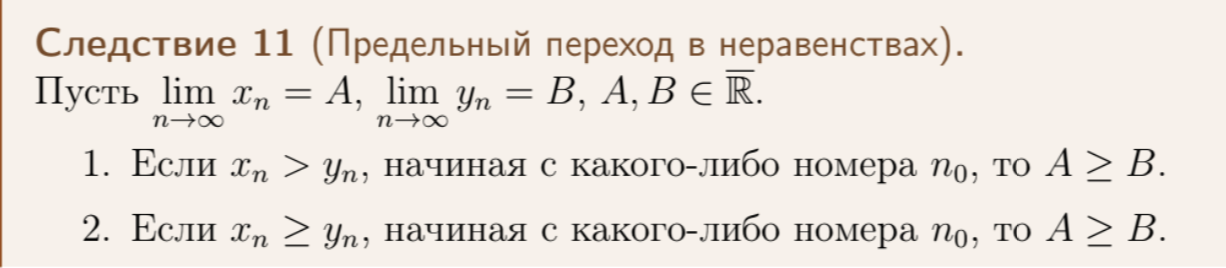 Следствие 11 (Предельный переход в неравенствах).
Пусть lim_{n→∞} x_n = A, lim_{n→∞} y_n = B, A, B ∈ \overline{ℝ}.
1. Если x_n > y_n, начиная с какого-либо номера n_0, то A ≥ B.
2. Если x_n ≥ y_n, начиная с какого-либо номера n_0, то A ≥ B.